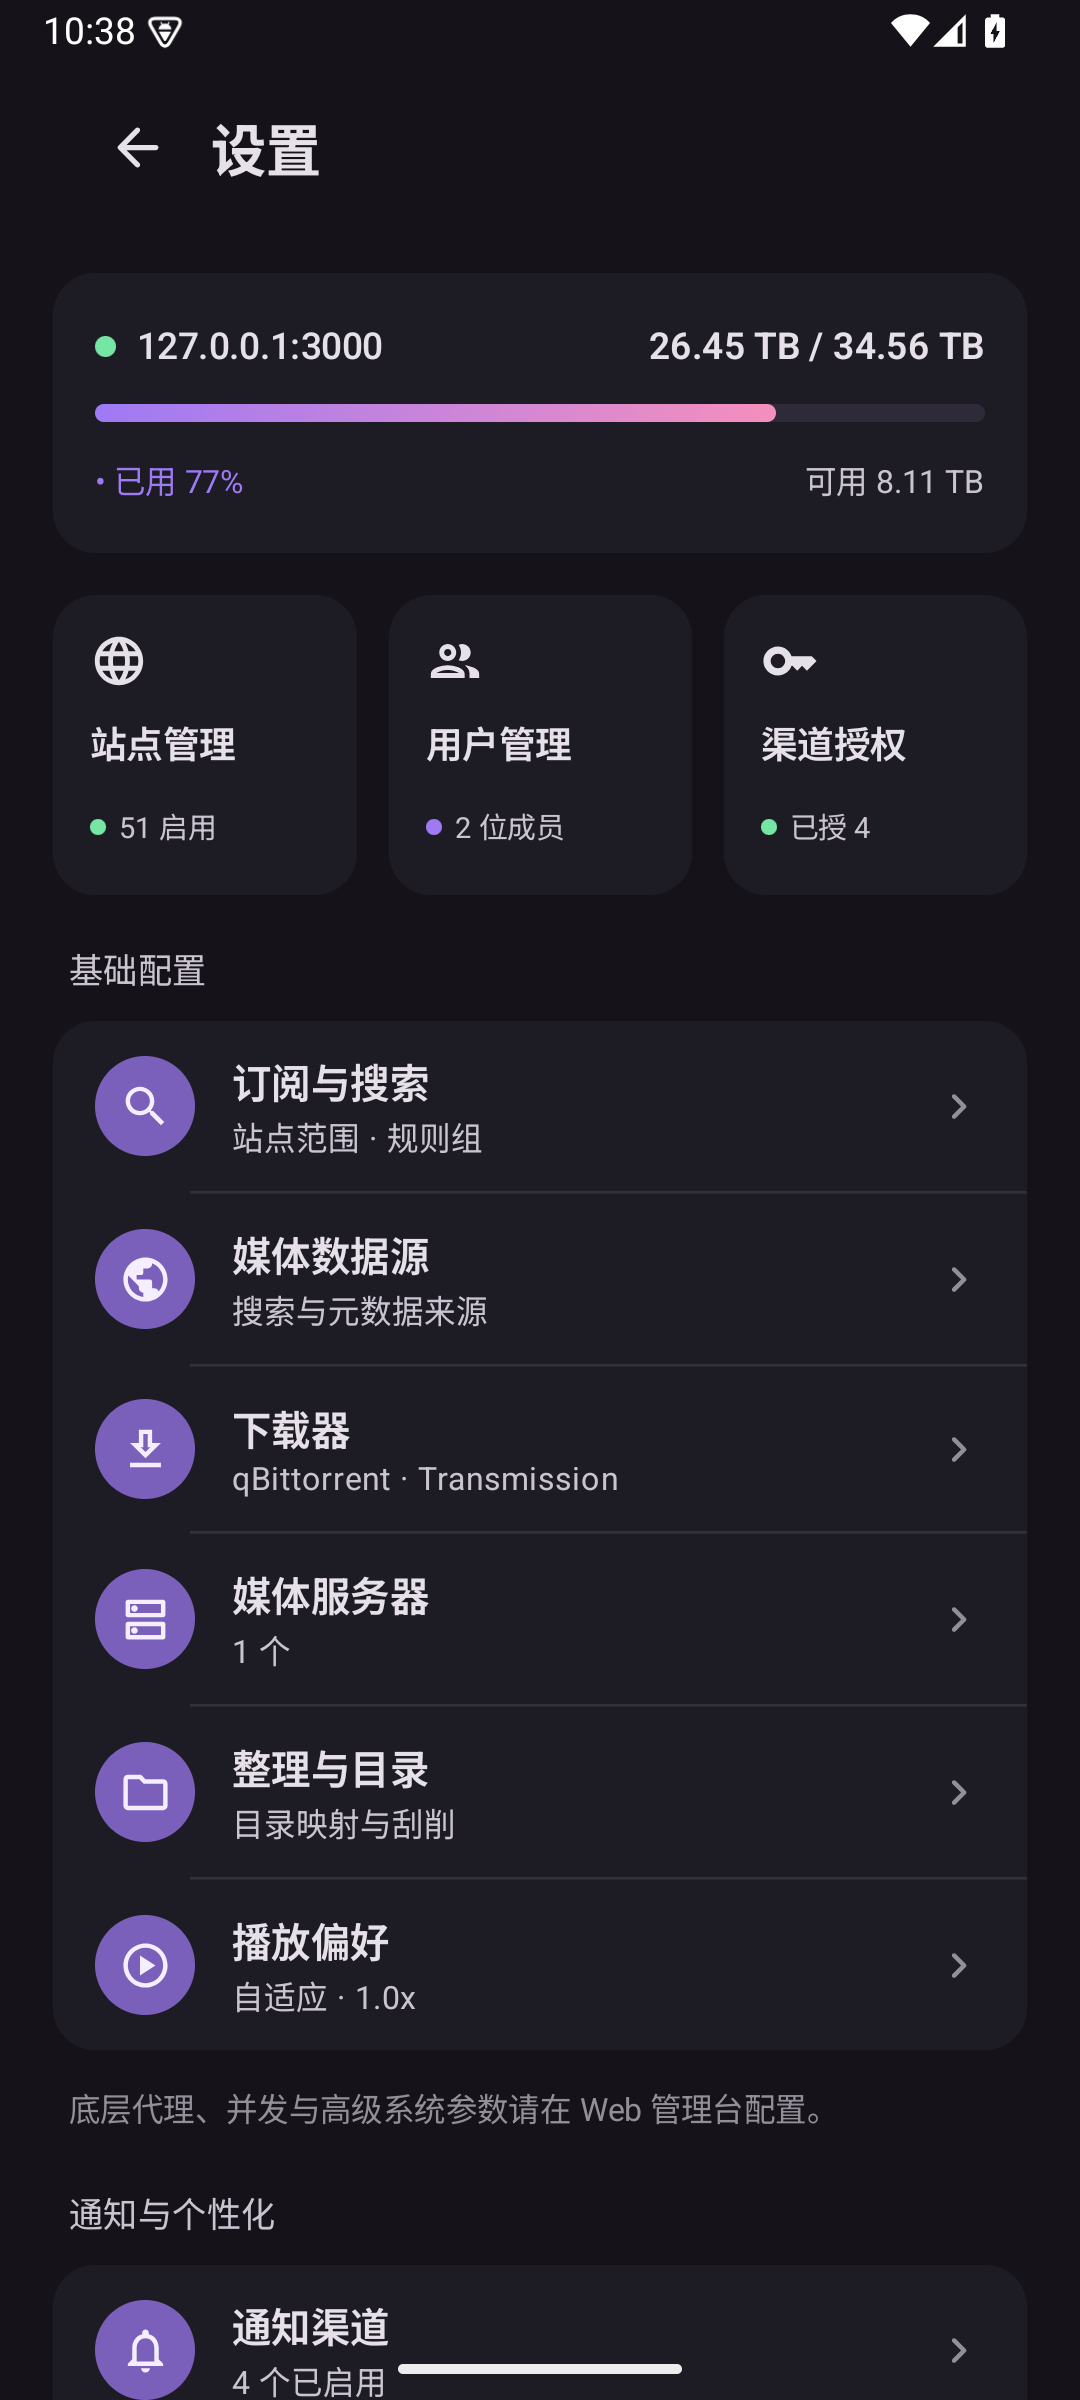 10:38
设置
127.0.0.1:3000
26.45 TB / 34.56 TB
• 已用 77%
可用 8.11 TB
站点管理
51 启用
用户管理
2 位成员
渠道授权
已授 4
基础配置
订阅与搜索
站点范围 · 规则组
媒体数据源
搜索与元数据来源
下载器
qBittorrent · Transmission
媒体服务器
1 个
整理与目录
目录映射与刮削
播放偏好
自适应 · 1.0x
底层代理、并发与高级系统参数请在 Web 管理台配置。
通知与个性化
通知渠道
4 个已启用